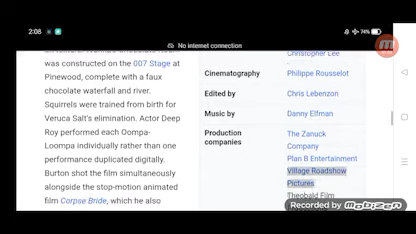 2:08
74%
No internet connection
was constructed on the 007 Stage at
Pinewood, complete with a faux
chocolate waterfall and river.
Squirrels were trained from birth for
Veruca Salt's elimination. Actor Deep
Roy performed each Oompa-
Loompa individually rather than one
performance duplicated digitally.
Burton shot the film simultaneously
alongside the stop-motion animated
film Corpse Bride, which he also
Christopher Lee
Cinematography Philippe Rousselot
Edited by Chris Lebenzon
Music by Danny Elfman
Production companies The Zanuck
Company
Plan B Entertainment
Village Roadshow
Pictures
Theobald Film
Recorded by MOBIZEN